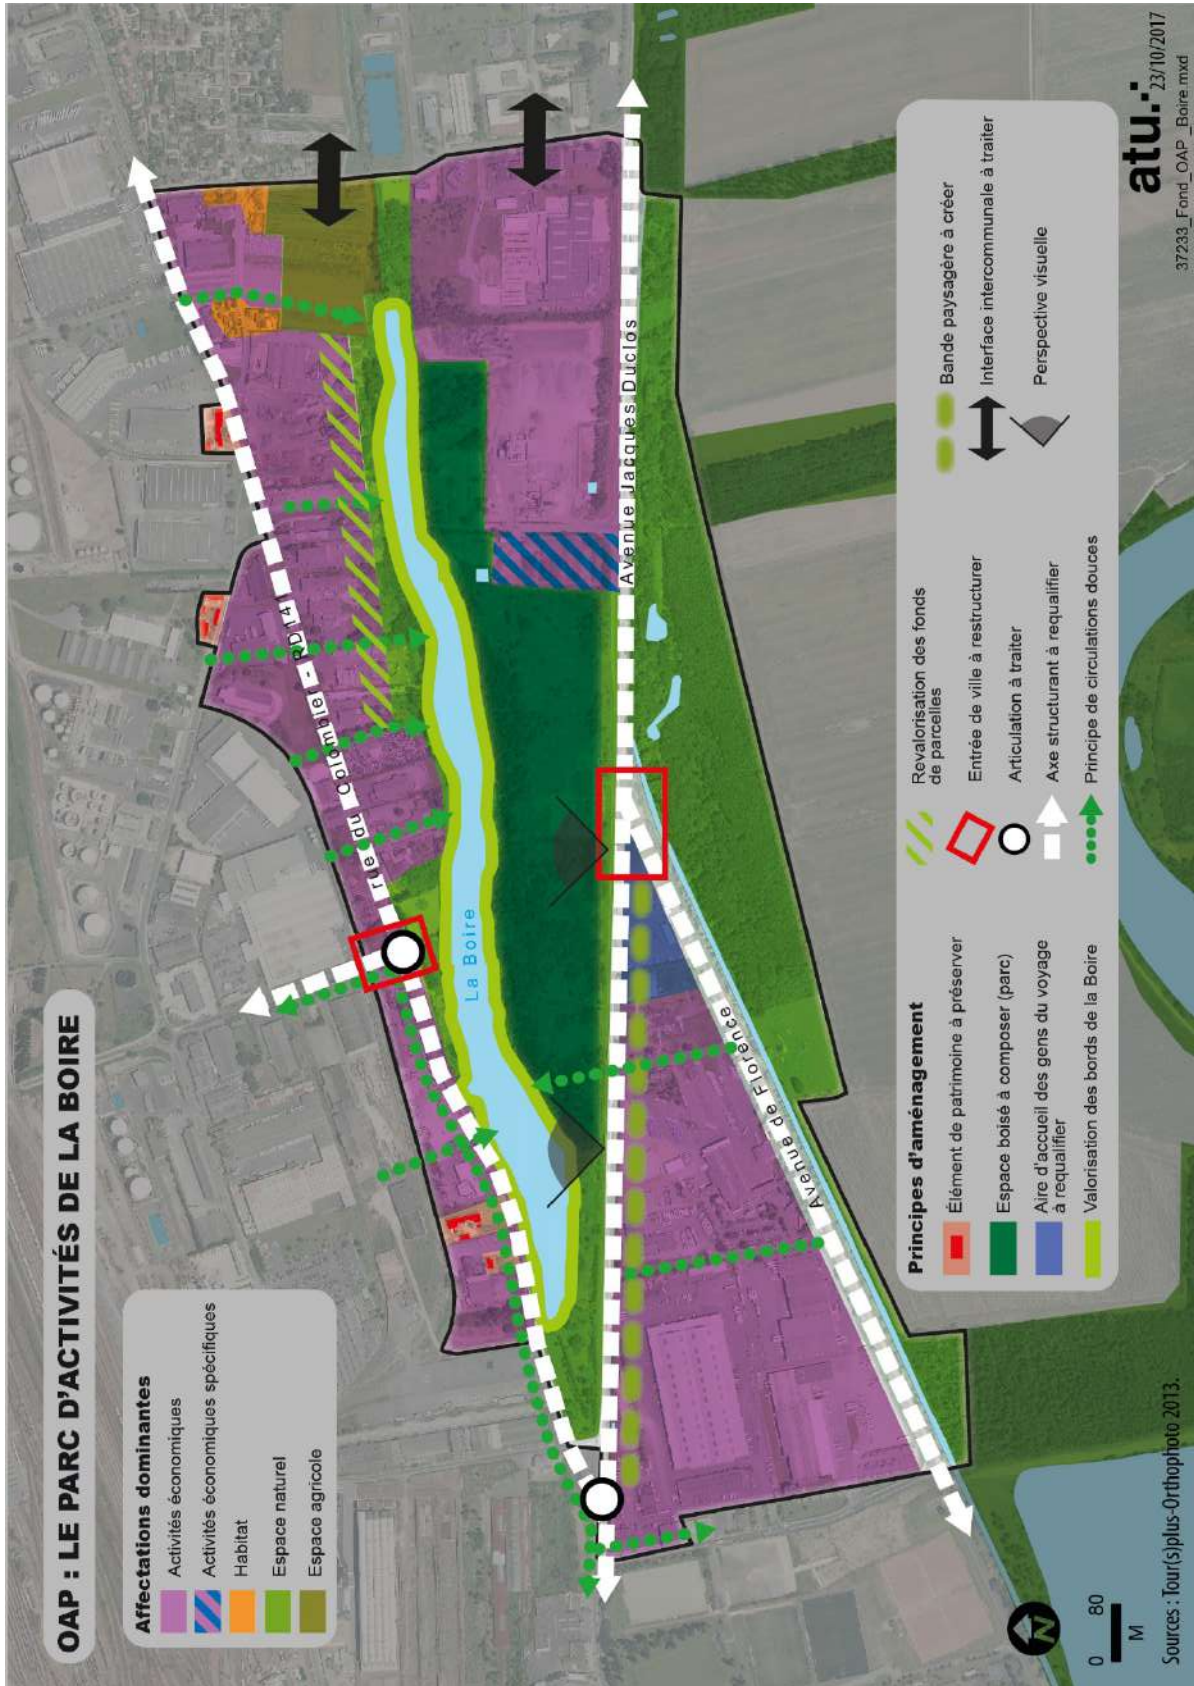 OAP : LE PARC D'ACTIVITÉS DE LA BOIRE
Affectations dominantes
Activités économiques
Activités économiques spécifiques
Habitat
Espace naturel
Espace agricole
rue du Colombier - RD14
La Boire
Avenue Jacques Duclos
Avenue de Florence
Principes d'aménagement
Elément de patrimoine à préserver
Espace boisé à composer (parc)
Aire d'accueil des gens du voyage
à requalifier
Valorisation des bords de la Boire
Revalorisation des fonds
de parcelles
Entrée de ville à restructurer
Articulation à traiter
Axe structurant à requalifier
Principe de circulations douces
Bande paysagère à créer
Interface intercommunale à traiter
Perspective visuelle
N
0 80
M
Sources : Tour(s)plus-Orthophoto 2013.
atu.
23/10/2017
37233_Fond_OAP _Boire.mxd